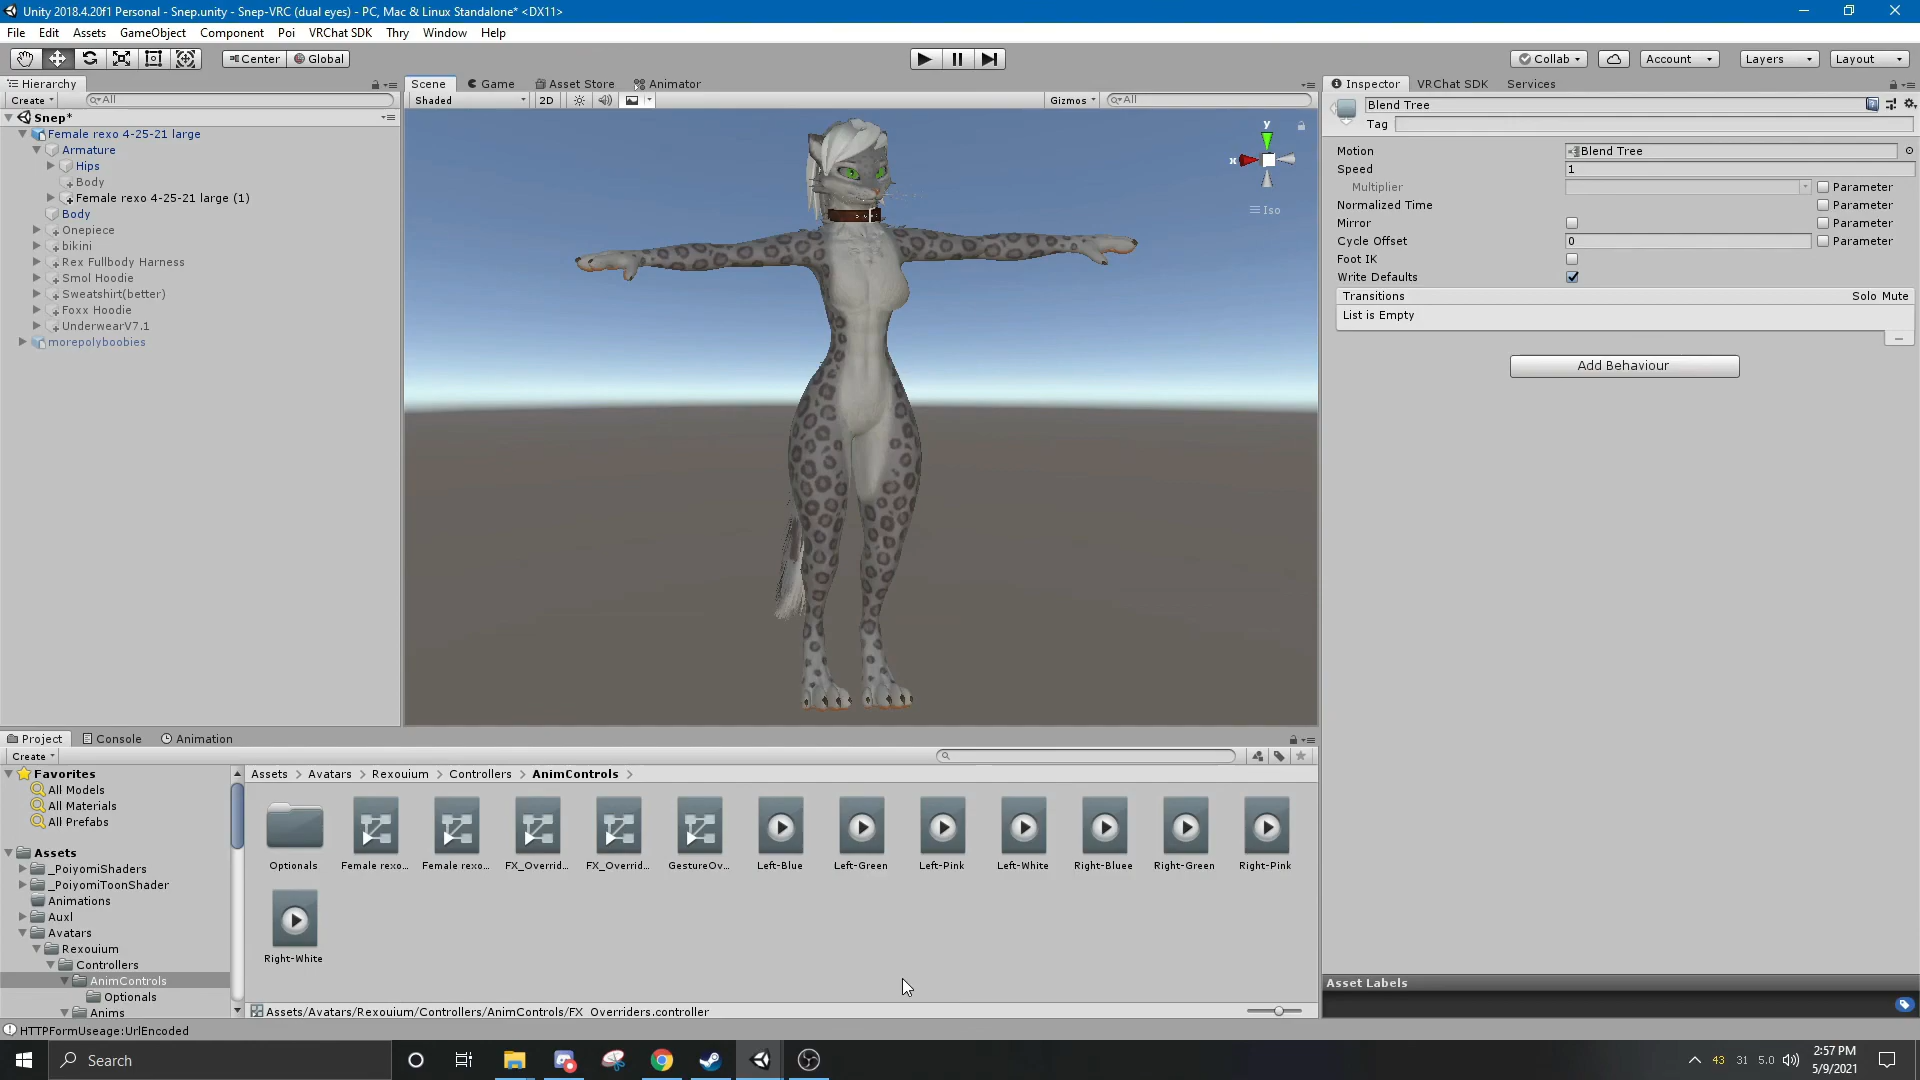 Unity 2018.4.20f1 Personal - Snep.unity - Snep-VRC (dual eyes) - PC, Mac & Linux Standalone* <DX11>
File Edit Assets GameObject Component Poi VRChat SDK Thry Window Help
Center Global Collab Account Layers Layout
Hierarchy Scene Game Asset Store Animator Inspector VRChat SDK Services
Create All Shaded 2D Gizmos All
Blend Tree
Tag
Snep*
Female rexo 4-25-21 large
Armature
Hips
Body
Female rexo 4-25-21 large (1)
Body
Onepiece
bikini
Rex Fullbody Harness
Smol Hoodie
Sweatshirt(better)
Foxx Hoodie
UnderwearV7.1
morepolyboobies
y
x
Iso
Motion Blend Tree
Speed 1
Multiplier Parameter
Normalized Time Parameter
Mirror Parameter
Cycle Offset 0 Parameter
Foot IK
Write Defaults
Transitions Solo Mute
List is Empty
Add Behaviour
Project Console Animation
Create
Favorites
All Models
All Materials
All Prefabs
Assets
_PoiyomiShaders
_PoiyomiToonShader
Animations
Auxl
Avatars
Rexouium
Controllers
AnimControls
Optionals
Anims
Assets > Avatars > Rexouium > Controllers > AnimControls >
Optionals Female rexo... Female rexo... FX_Overrid... FX_Overrid... GestureOv... Left-Blue Left-Green Left-Pink Left-White Right-Bluee Right-Green Right-Pink
Right-White
Assets/Avatars/Rexouium/Controllers/AnimControls/FX_Overriders.controller
Asset Labels
HTTPFormUseage:UrlEncoded
Search
43 31 5.0
2:57 PM
5/9/2021